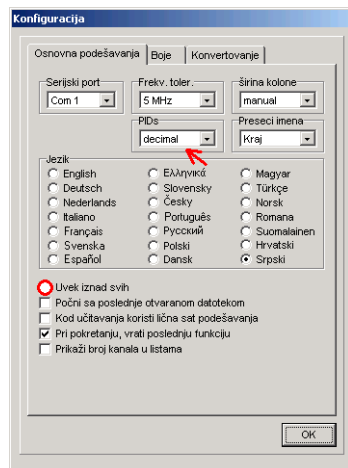 Konfiguracija
Osnovna podešavanja Boje Konvertovanje
Serijski port Frekv. toler. širina kolone
Com 1 5 MHz manual
PIDs Preseci imena
decimal Kraj
Jezik
English Ελληνικά Magyar
Deutsch Slovensky Türkçe
Nederlands Česky Norsk
Italiano Português Romana
Français Русский Suomalainen
Svenska Polski Hrvatski
Español Dansk Srpski
Uvek iznad svih
Počni sa poslednje otvaranom datotekom
Kod učitavanja koristi lična sat podešavanja
Pri pokretanju, vrati poslednju funkciju
Prikaži broj kanala u listama
OK